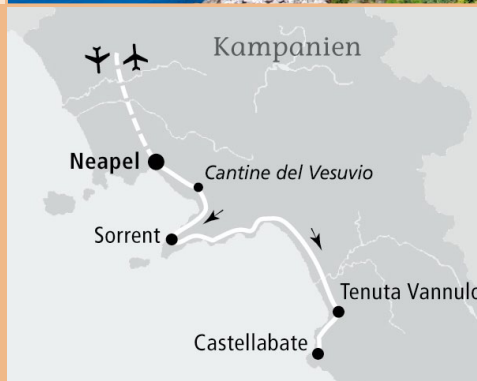 Kampanien
Neapel
Cantine del Vesuvio
Sorrent
Tenuta Vannulo
Castellabate